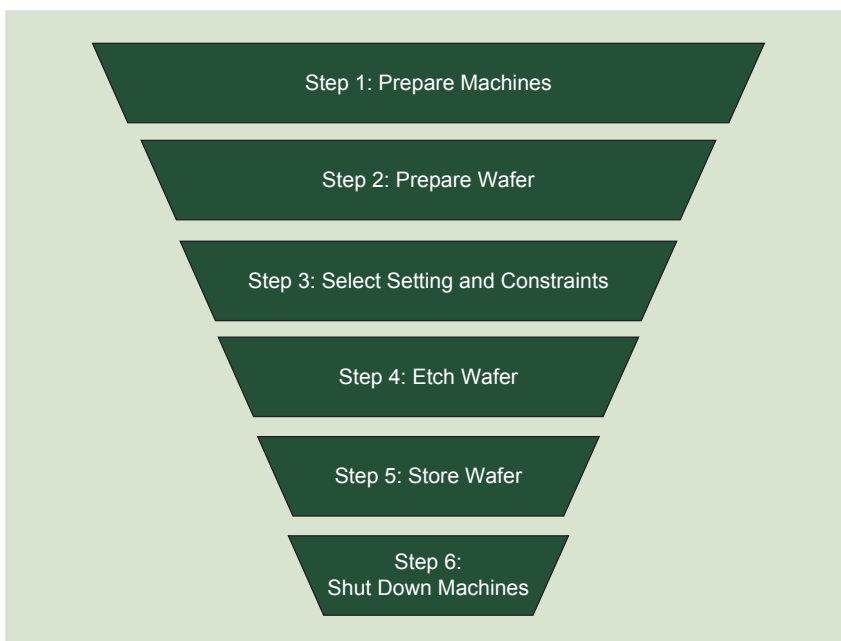 Step 1: Prepare Machines
Step 2: Prepare Wafer
Step 3: Select Setting and Constraints
Step 4: Etch Wafer
Step 5: Store Wafer
Step 6:
Shut Down Machines